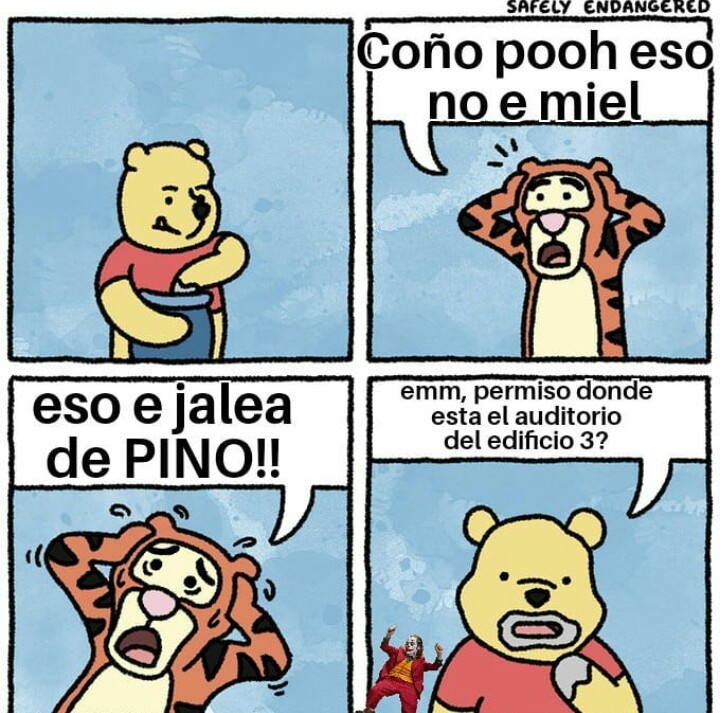 SAFELY ENDANGERED
Coño pooh eso
no e miel
eso e jalea
de PINO!!
emm, permiso donde
esta el auditorio
del edificio 3?